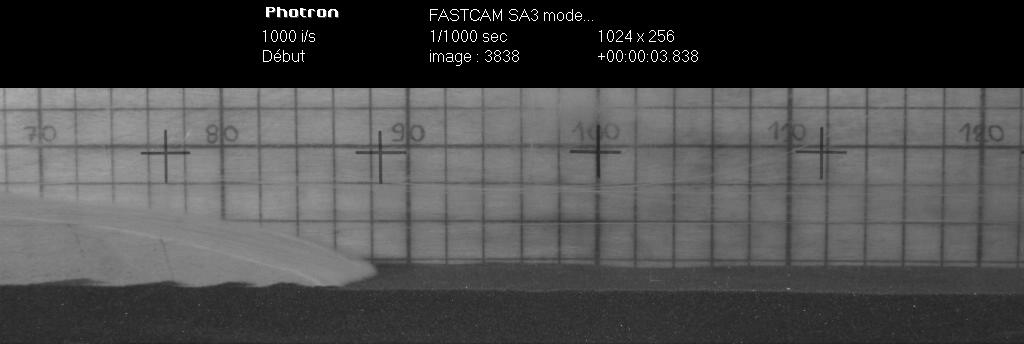 Photron FASTCAM SA3 mode...
1000 i/s 1/1000 sec 1024 x 256
Début image : 3838 +00:00:03.838
70 80 90 100 110 120